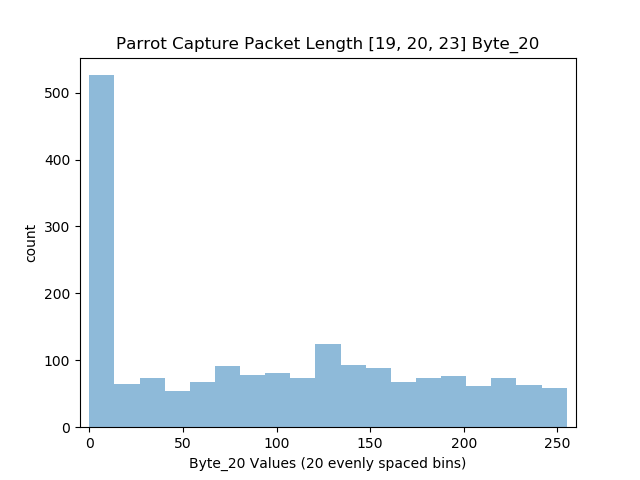 Parrot Capture Packet Length [19, 20, 23] Byte_20
500
400
300
200
100
0
count
0 50 100 150 200 250
Byte_20 Values (20 evenly spaced bins)